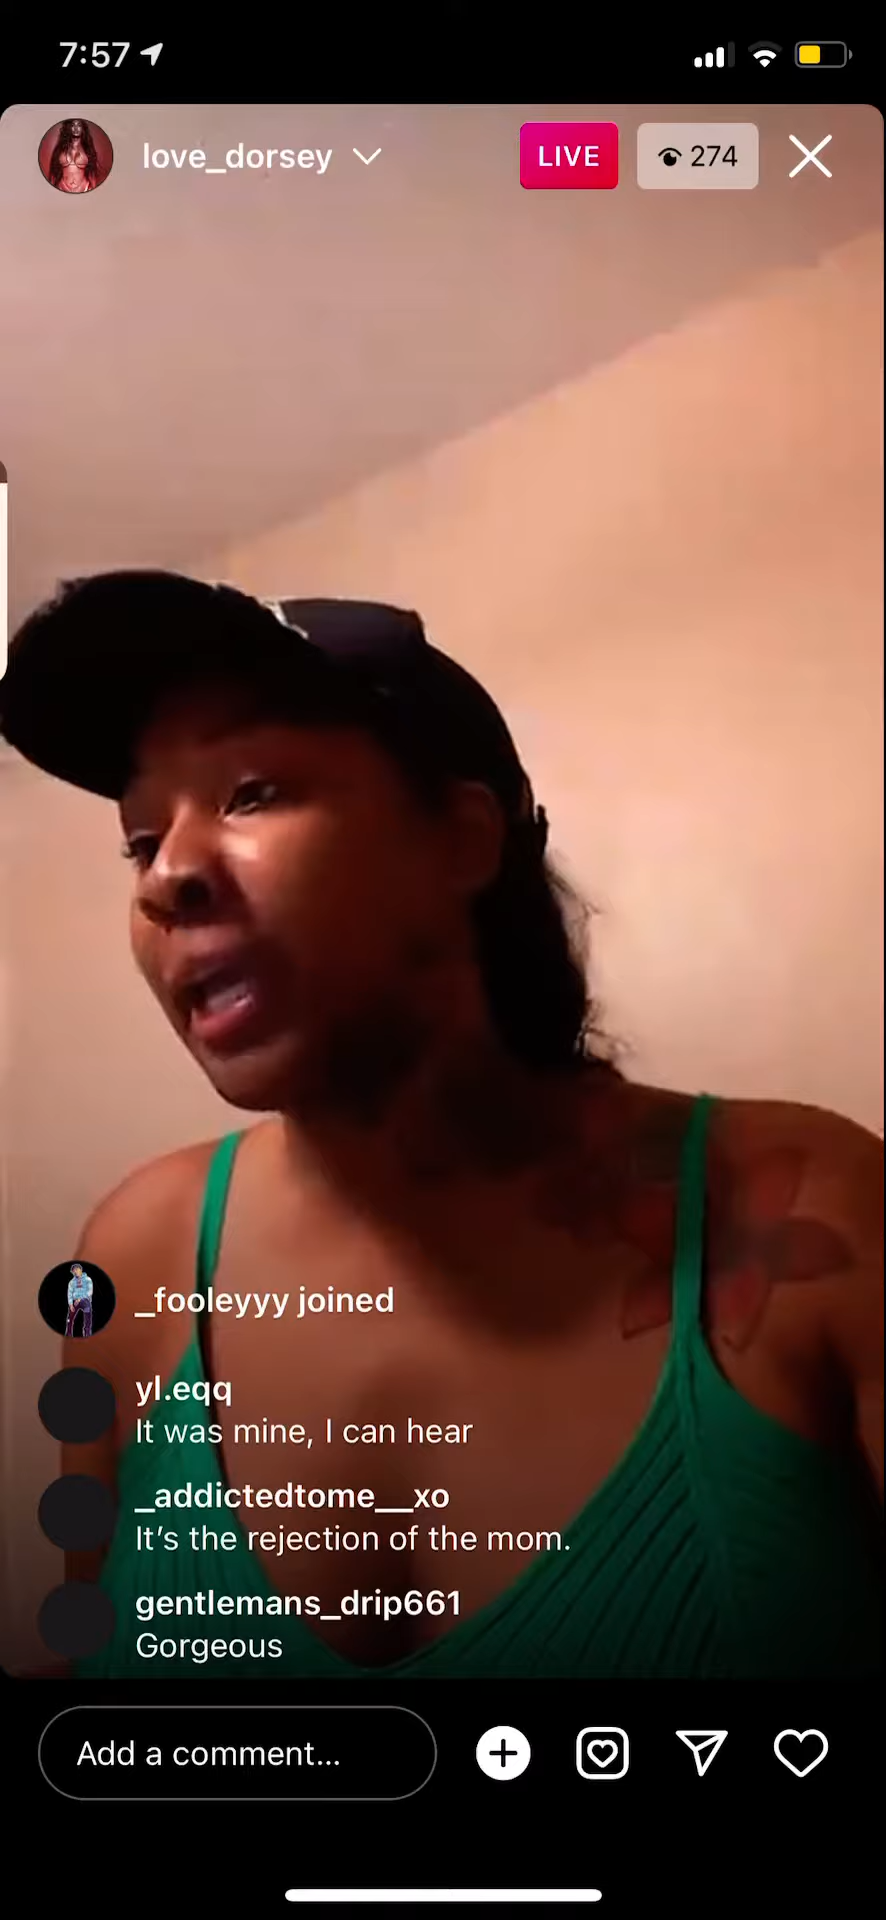 7:57
love_dorsey
LIVE
274
_fooleyyy joined
yl.eqq
It was mine, I can hear
_addictedtome__xo
It’s the rejection of the mom.
gentlemans_drip661
Gorgeous
Add a comment...